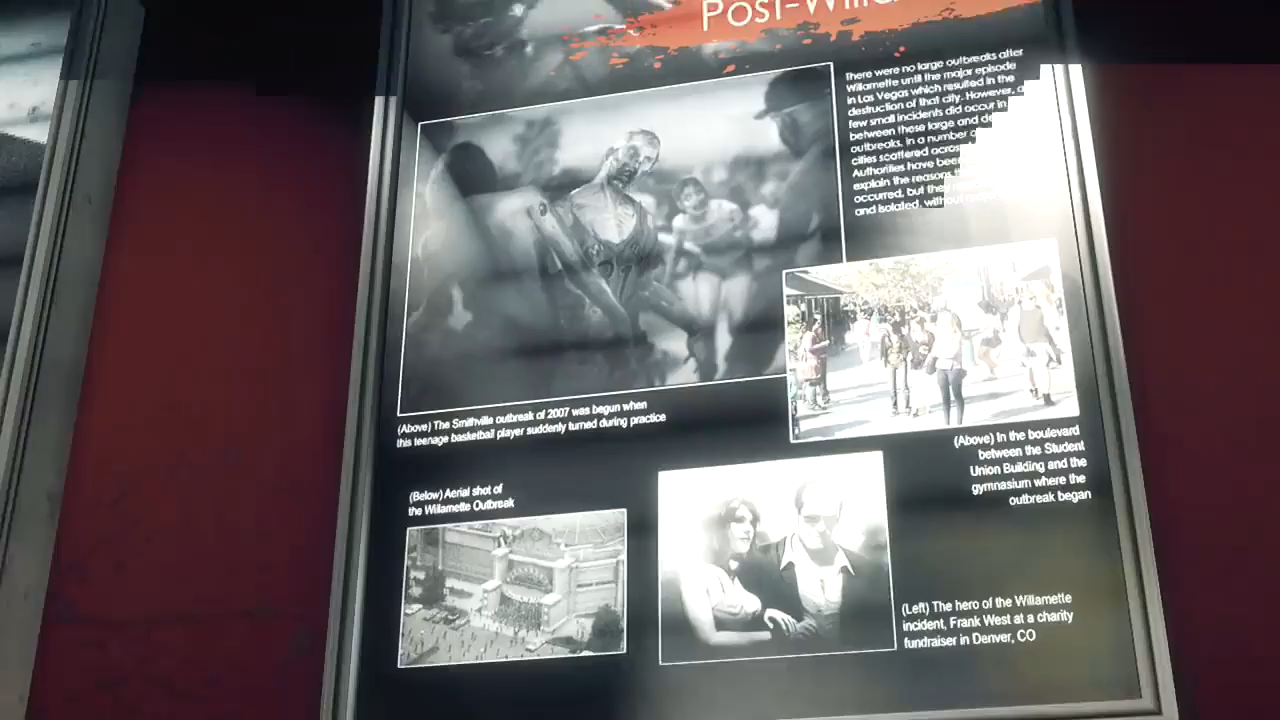 Post-Willa
There were no large outbreaks after
Willamette until the major episode
in Las Vegas which resulted in the
destruction of that city. However, a
few small incidents did occur in
between these large and de
outbreaks, in a number o
cities scattered across
Authorities have been
explain the reasons
occurred, but they
and isolated, without
(Above) The Smithville outbreak of 2007 was begun when
this teenage basketball player suddenly turned during practice
(Above) In the boulevard
between the Student
Union Building and the
gymnasium where the
outbreak began
(Below) Aerial shot of
the Willamette Outbreak
(Left) The hero of the Willamette
incident, Frank West at a charity
fundraiser in Denver, CO